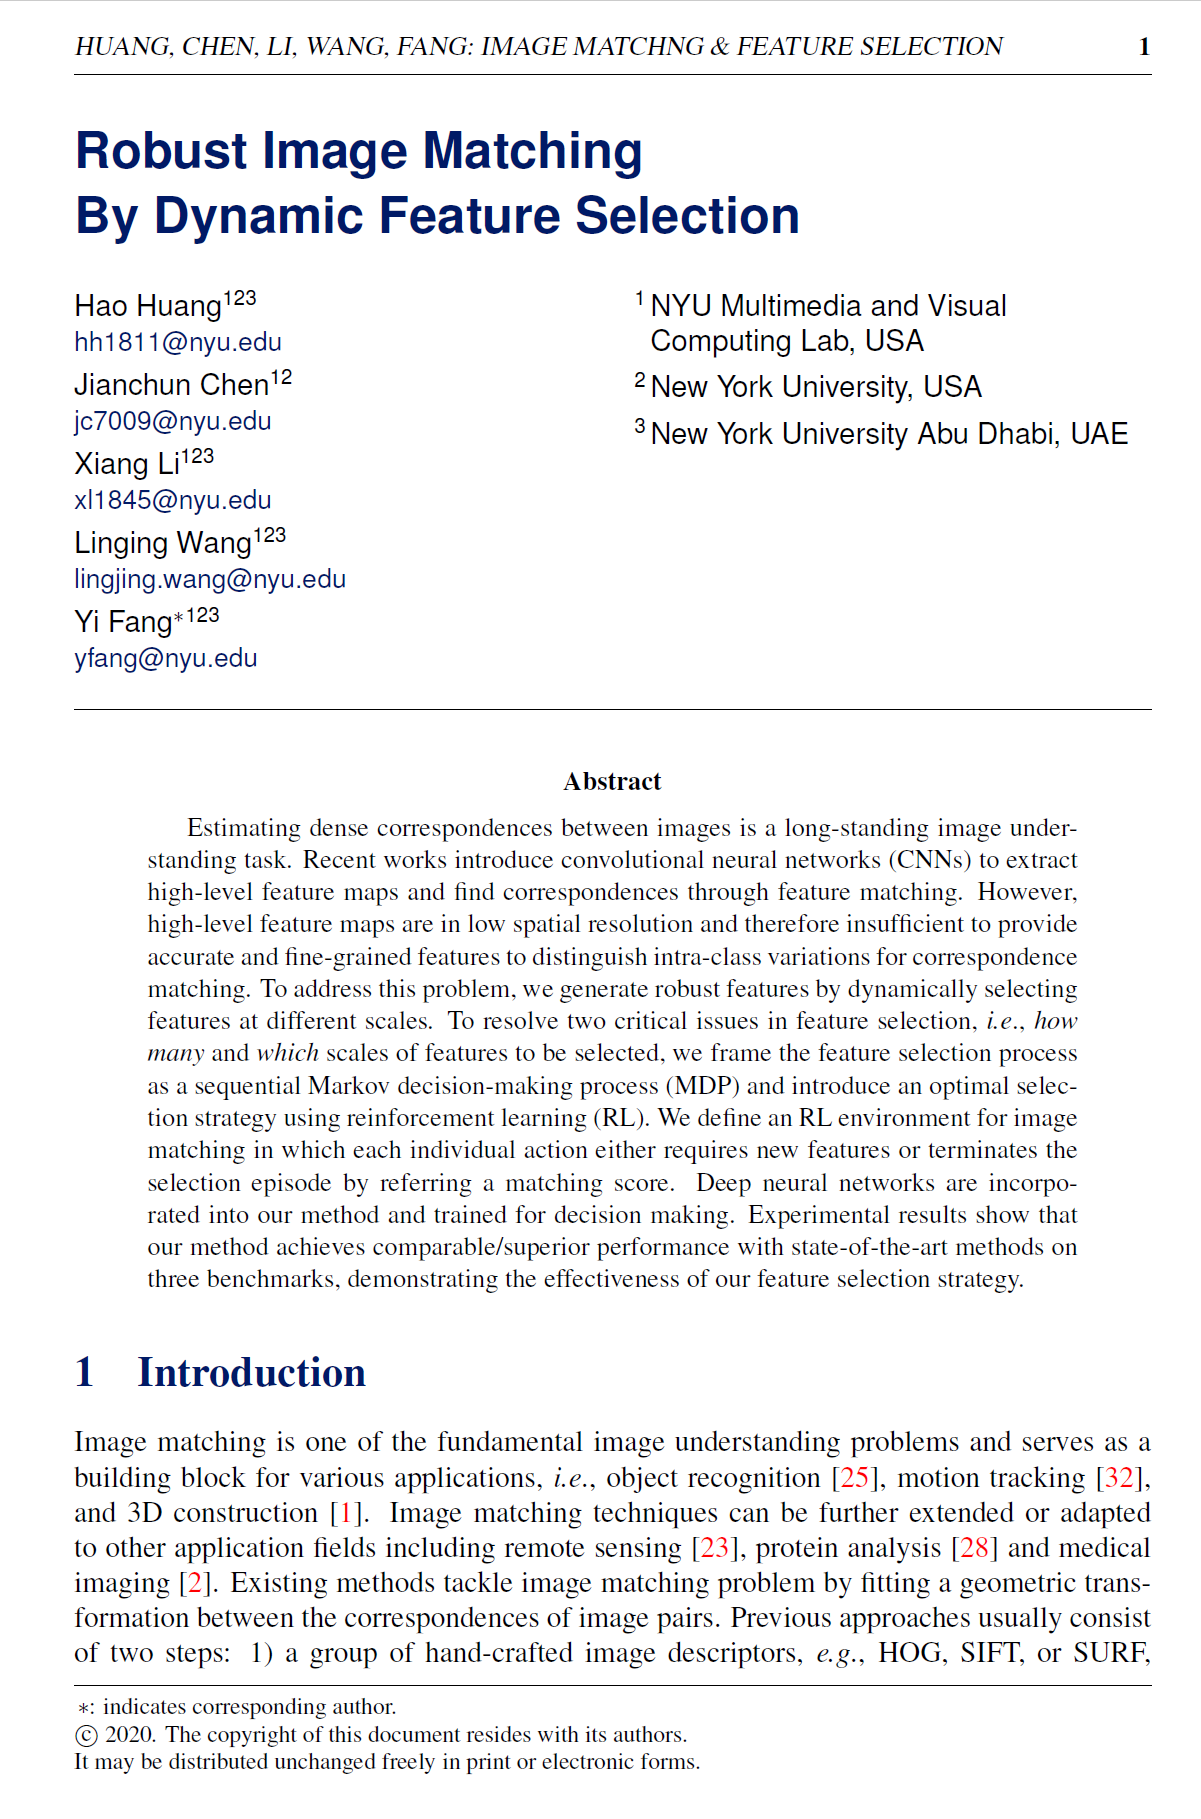 HUANG, CHEN, LI, WANG, FANG: IMAGE MATCHNG & FEATURE SELECTION 1
Robust Image Matching
By Dynamic Feature Selection
Hao Huang¹²³
hh1811@nyu.edu
Jianchun Chen¹²
jc7009@nyu.edu
Xiang Li¹²³
xl1845@nyu.edu
Linging Wang¹²³
lingjing.wang@nyu.edu
Yi Fang*¹²³
yfang@nyu.edu
¹ NYU Multimedia and Visual
Computing Lab, USA
² New York University, USA
³ New York University Abu Dhabi, UAE
Abstract
Estimating dense correspondences between images is a long-standing image under-
standing task. Recent works introduce convolutional neural networks (CNNs) to extract
high-level feature maps and find correspondences through feature matching. However,
high-level feature maps are in low spatial resolution and therefore insufficient to provide
accurate and fine-grained features to distinguish intra-class variations for correspondence
matching. To address this problem, we generate robust features by dynamically selecting
features at different scales. To resolve two critical issues in feature selection, i.e., how
many and which scales of features to be selected, we frame the feature selection process
as a sequential Markov decision-making process (MDP) and introduce an optimal selec-
tion strategy using reinforcement learning (RL). We define an RL environment for image
matching in which each individual action either requires new features or terminates the
selection episode by referring a matching score. Deep neural networks are incorpo-
rated into our method and trained for decision making. Experimental results show that
our method achieves comparable/superior performance with state-of-the-art methods on
three benchmarks, demonstrating the effectiveness of our feature selection strategy.
1 Introduction
Image matching is one of the fundamental image understanding problems and serves as a
building block for various applications, i.e., object recognition [25], motion tracking [32],
and 3D construction [1]. Image matching techniques can be further extended or adapted
to other application fields including remote sensing [23], protein analysis [28] and medical
imaging [2]. Existing methods tackle image matching problem by fitting a geometric trans-
formation between the correspondences of image pairs. Previous approaches usually consist
of two steps: 1) a group of hand-crafted image descriptors, e.g., HOG, SIFT, or SURF,
*: indicates corresponding author.
© 2020. The copyright of this document resides with its authors.
It may be distributed unchanged freely in print or electronic forms.